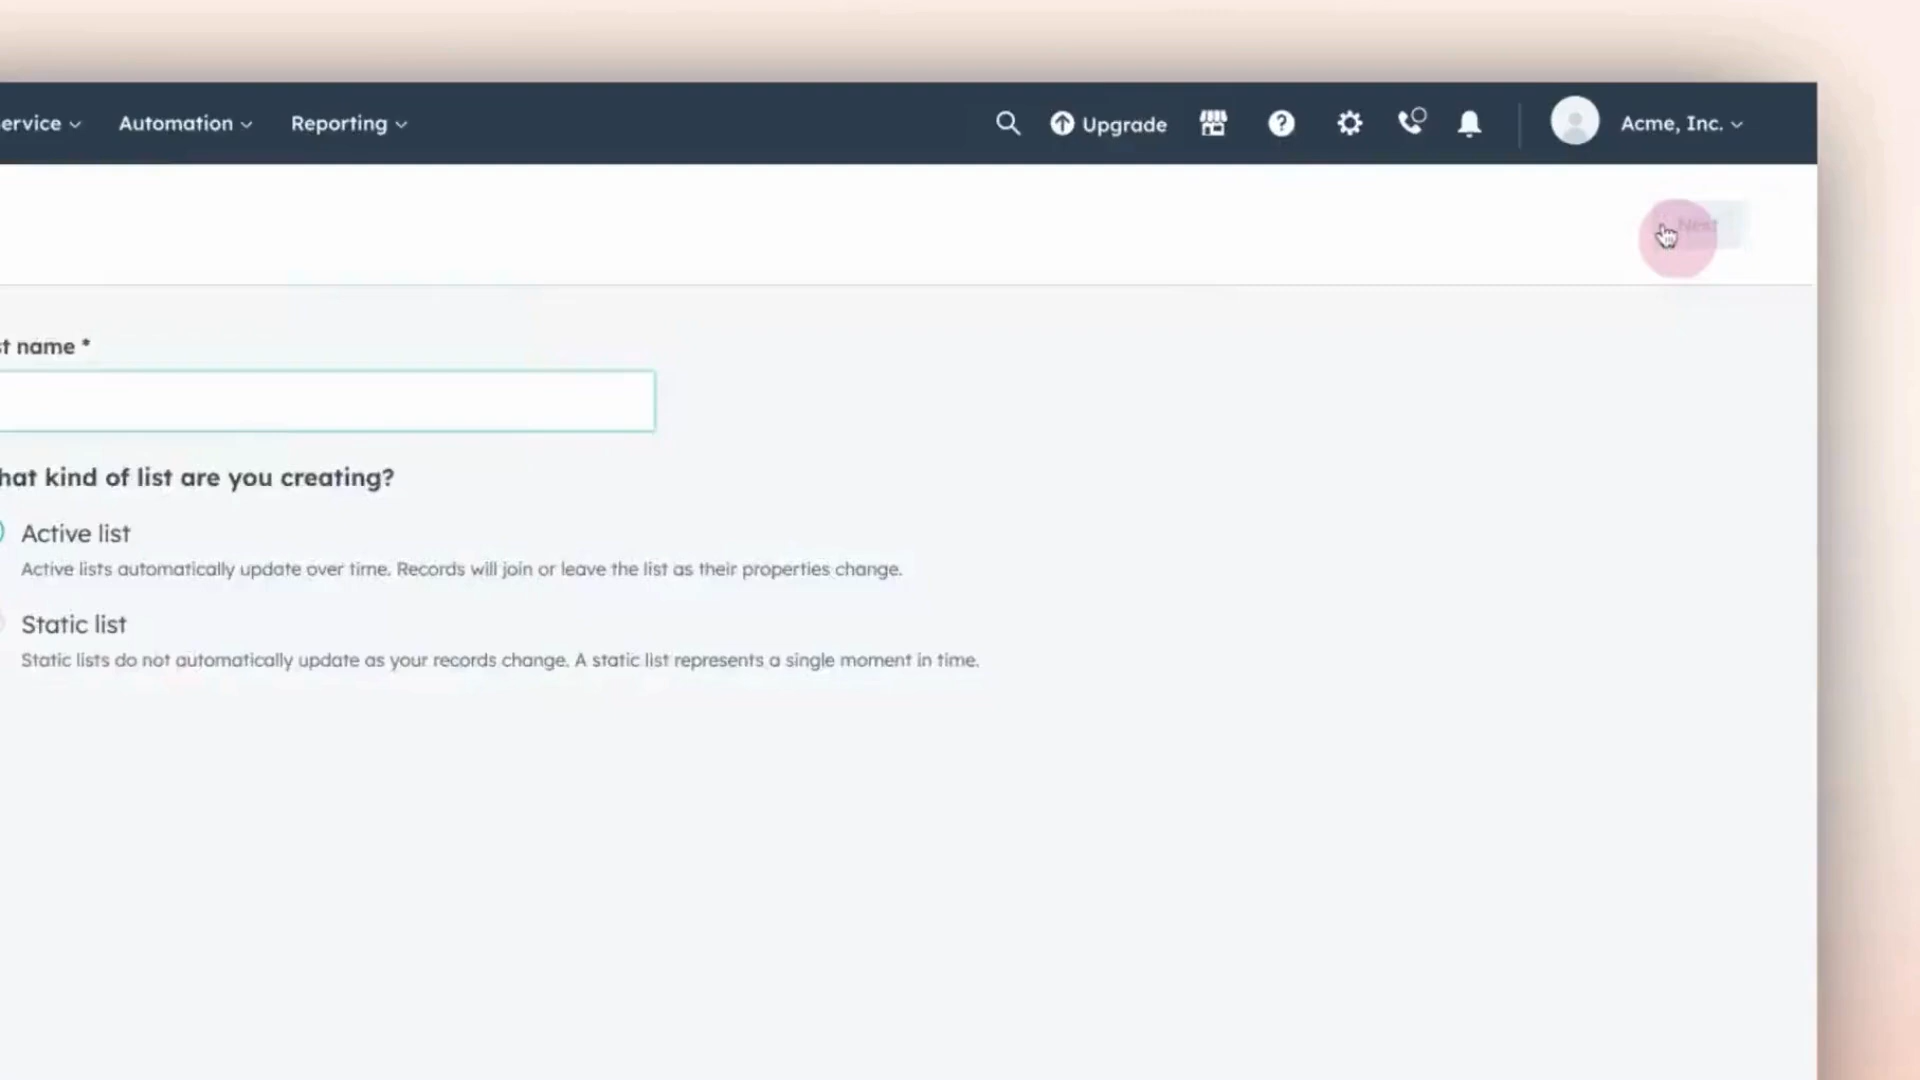 ervice Automation Reporting Upgrade Acme, Inc.
Next
st name *
hat kind of list are you creating?
Active list
Active lists automatically update over time. Records will join or leave the list as their properties change.
Static list
Static lists do not automatically update as your records change. A static list represents a single moment in time.